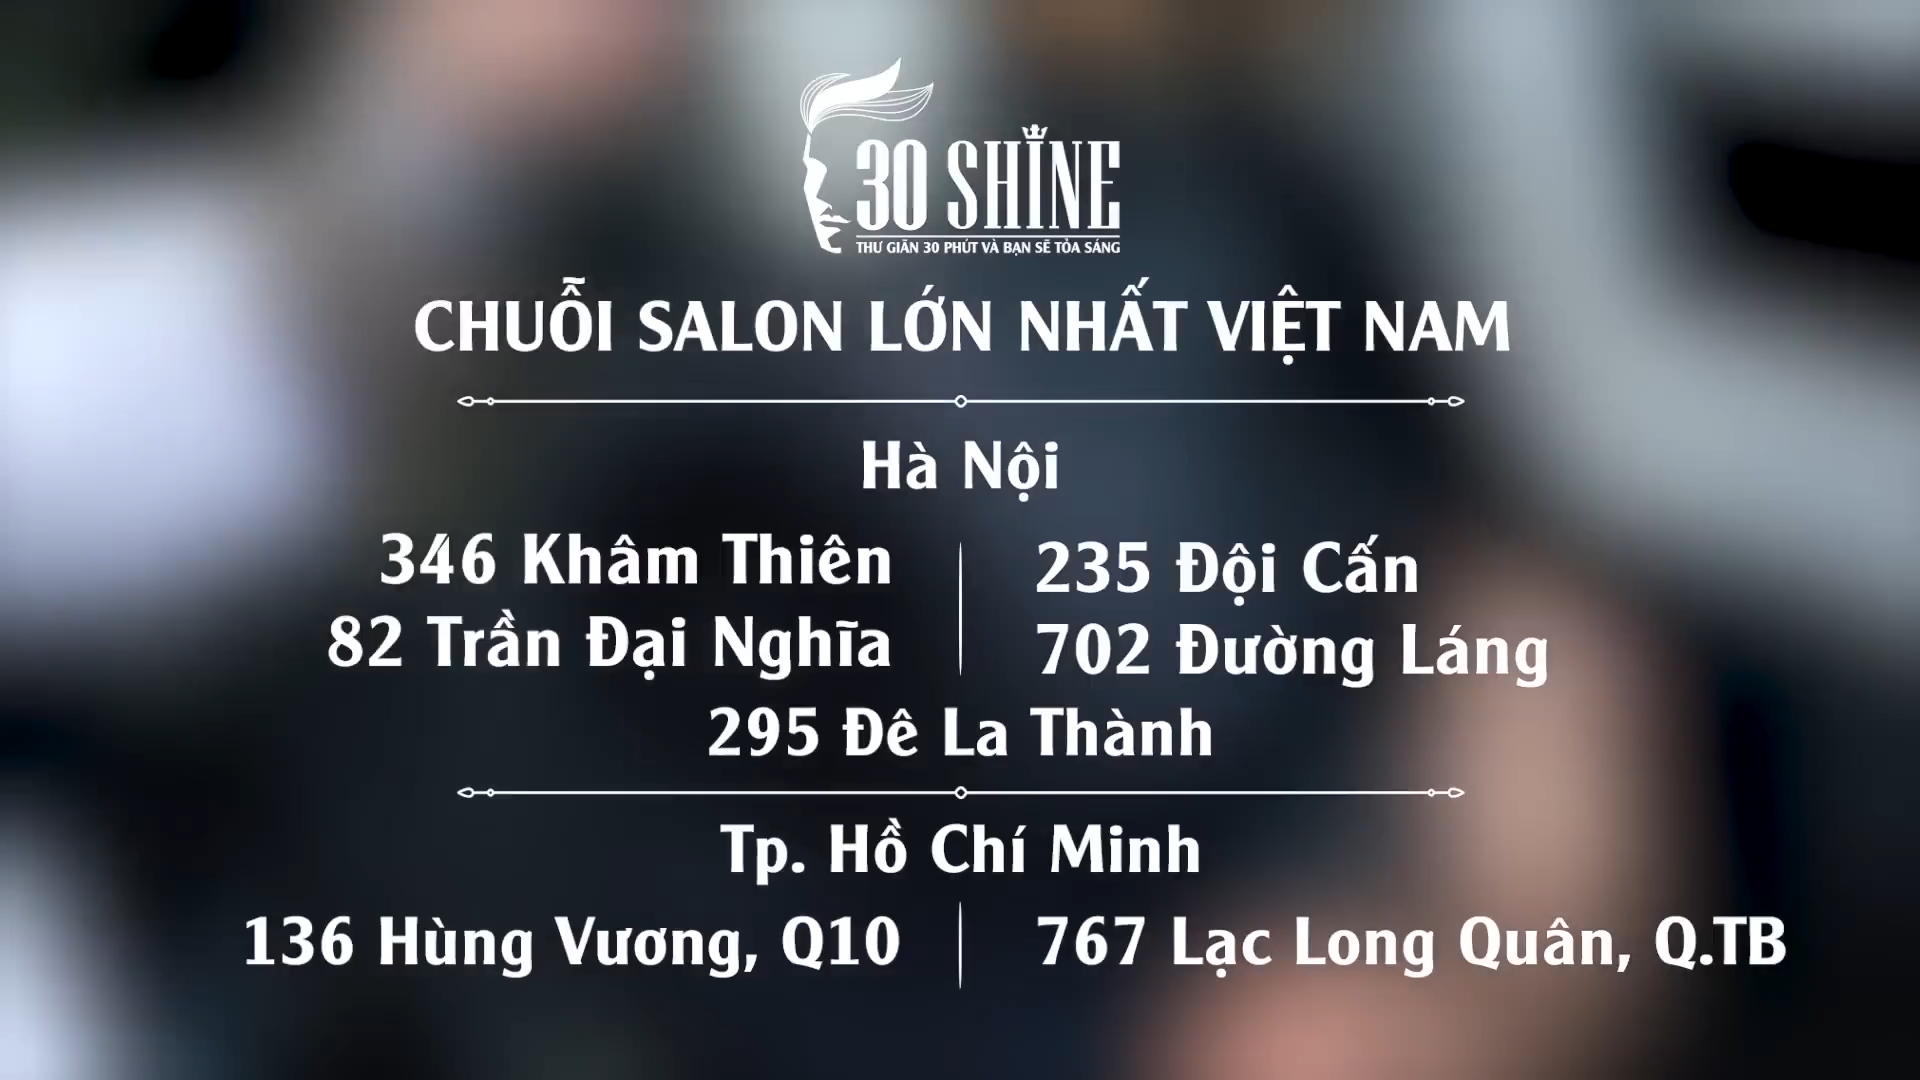 30 SHINE
THƯ GIÃN 30 PHÚT VÀ BẠN SẼ TỎA SÁNG
CHUỖI SALON LỚN NHẤT VIỆT NAM
Hà Nội
346 Khâm Thiên
235 Đội Cấn
82 Trần Đại Nghĩa
702 Đường Láng
295 Đê La Thành
Tp. Hồ Chí Minh
136 Hùng Vương, Q10
767 Lạc Long Quân, Q.TB